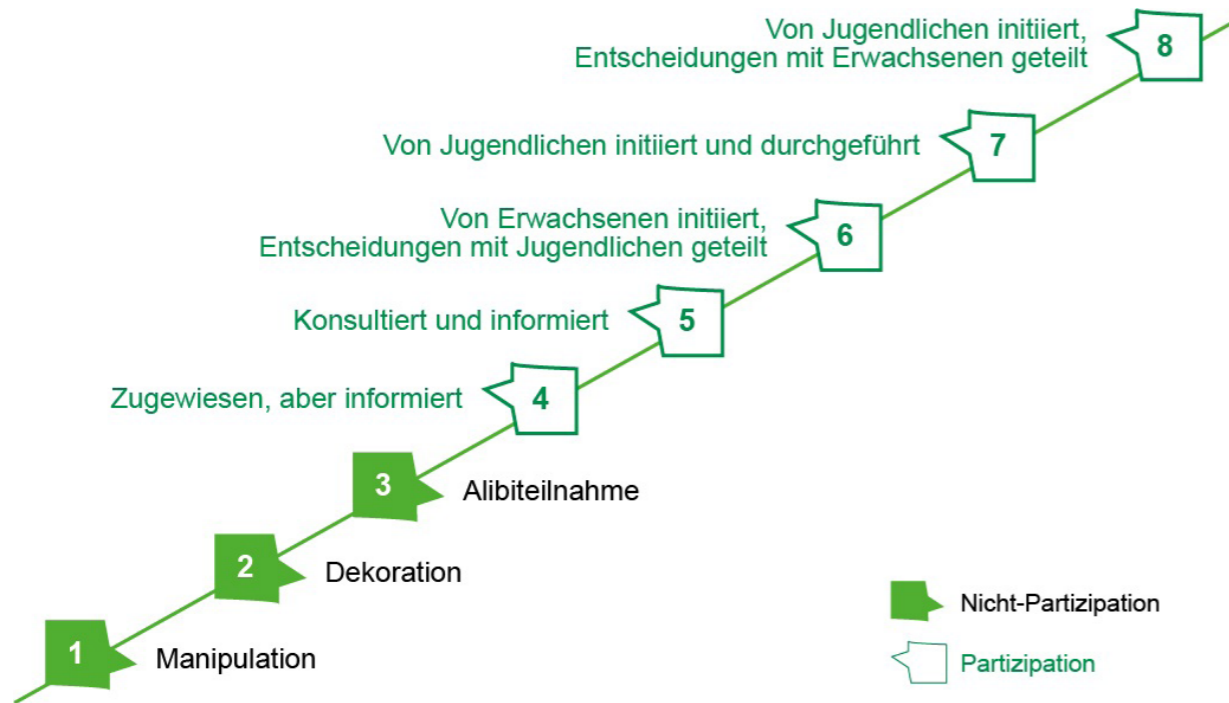 Von Jugendlichen initiiert,
Entscheidungen mit Erwachsenen geteilt
8
Von Jugendlichen initiiert und durchgeführt
7
Von Erwachsenen initiiert,
Entscheidungen mit Jugendlichen geteilt
6
Konsultiert und informiert
5
Zugewiesen, aber informiert
4
3
Alibiteilnahme
2
Dekoration
1
Manipulation
Nicht-Partizipation
Partizipation